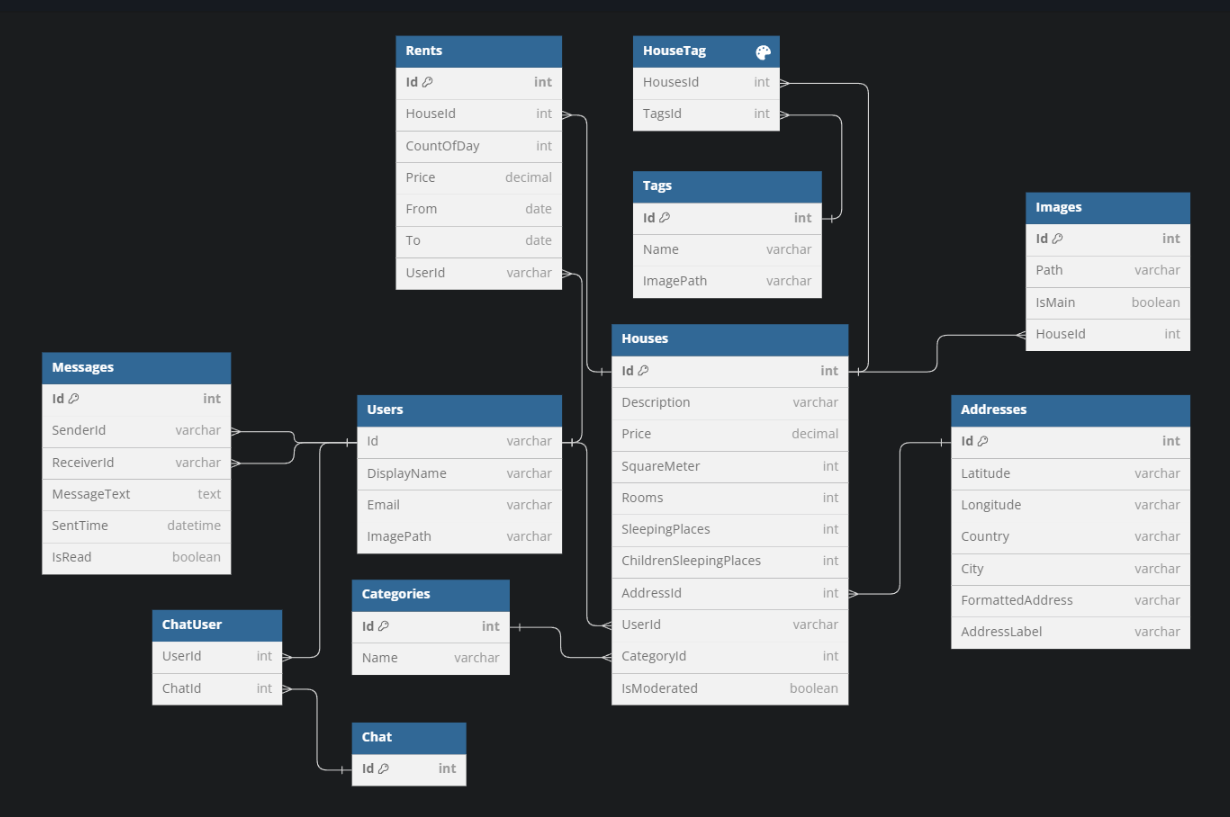 Rents
Id int
HouseId int
CountOfDay int
Price decimal
From date
To date
UserId varchar
HouseTag
HousesId int
TagsId int
Tags
Id int
Name varchar
ImagePath varchar
Images
Id int
Path varchar
IsMain boolean
HouseId int
Messages
Id int
SenderId varchar
ReceiverId varchar
MessageText text
SentTime datetime
IsRead boolean
Users
Id varchar
DisplayName varchar
Email varchar
ImagePath varchar
Houses
Id int
Description varchar
Price decimal
SquareMeter int
Rooms int
SleepingPlaces int
ChildrenSleepingPlaces int
AddressId int
UserId varchar
CategoryId int
IsModerated boolean
Addresses
Id int
Latitude varchar
Longitude varchar
Country varchar
City varchar
FormattedAddress varchar
AddressLabel varchar
ChatUser
UserId int
ChatId int
Categories
Id int
Name varchar
Chat
Id int